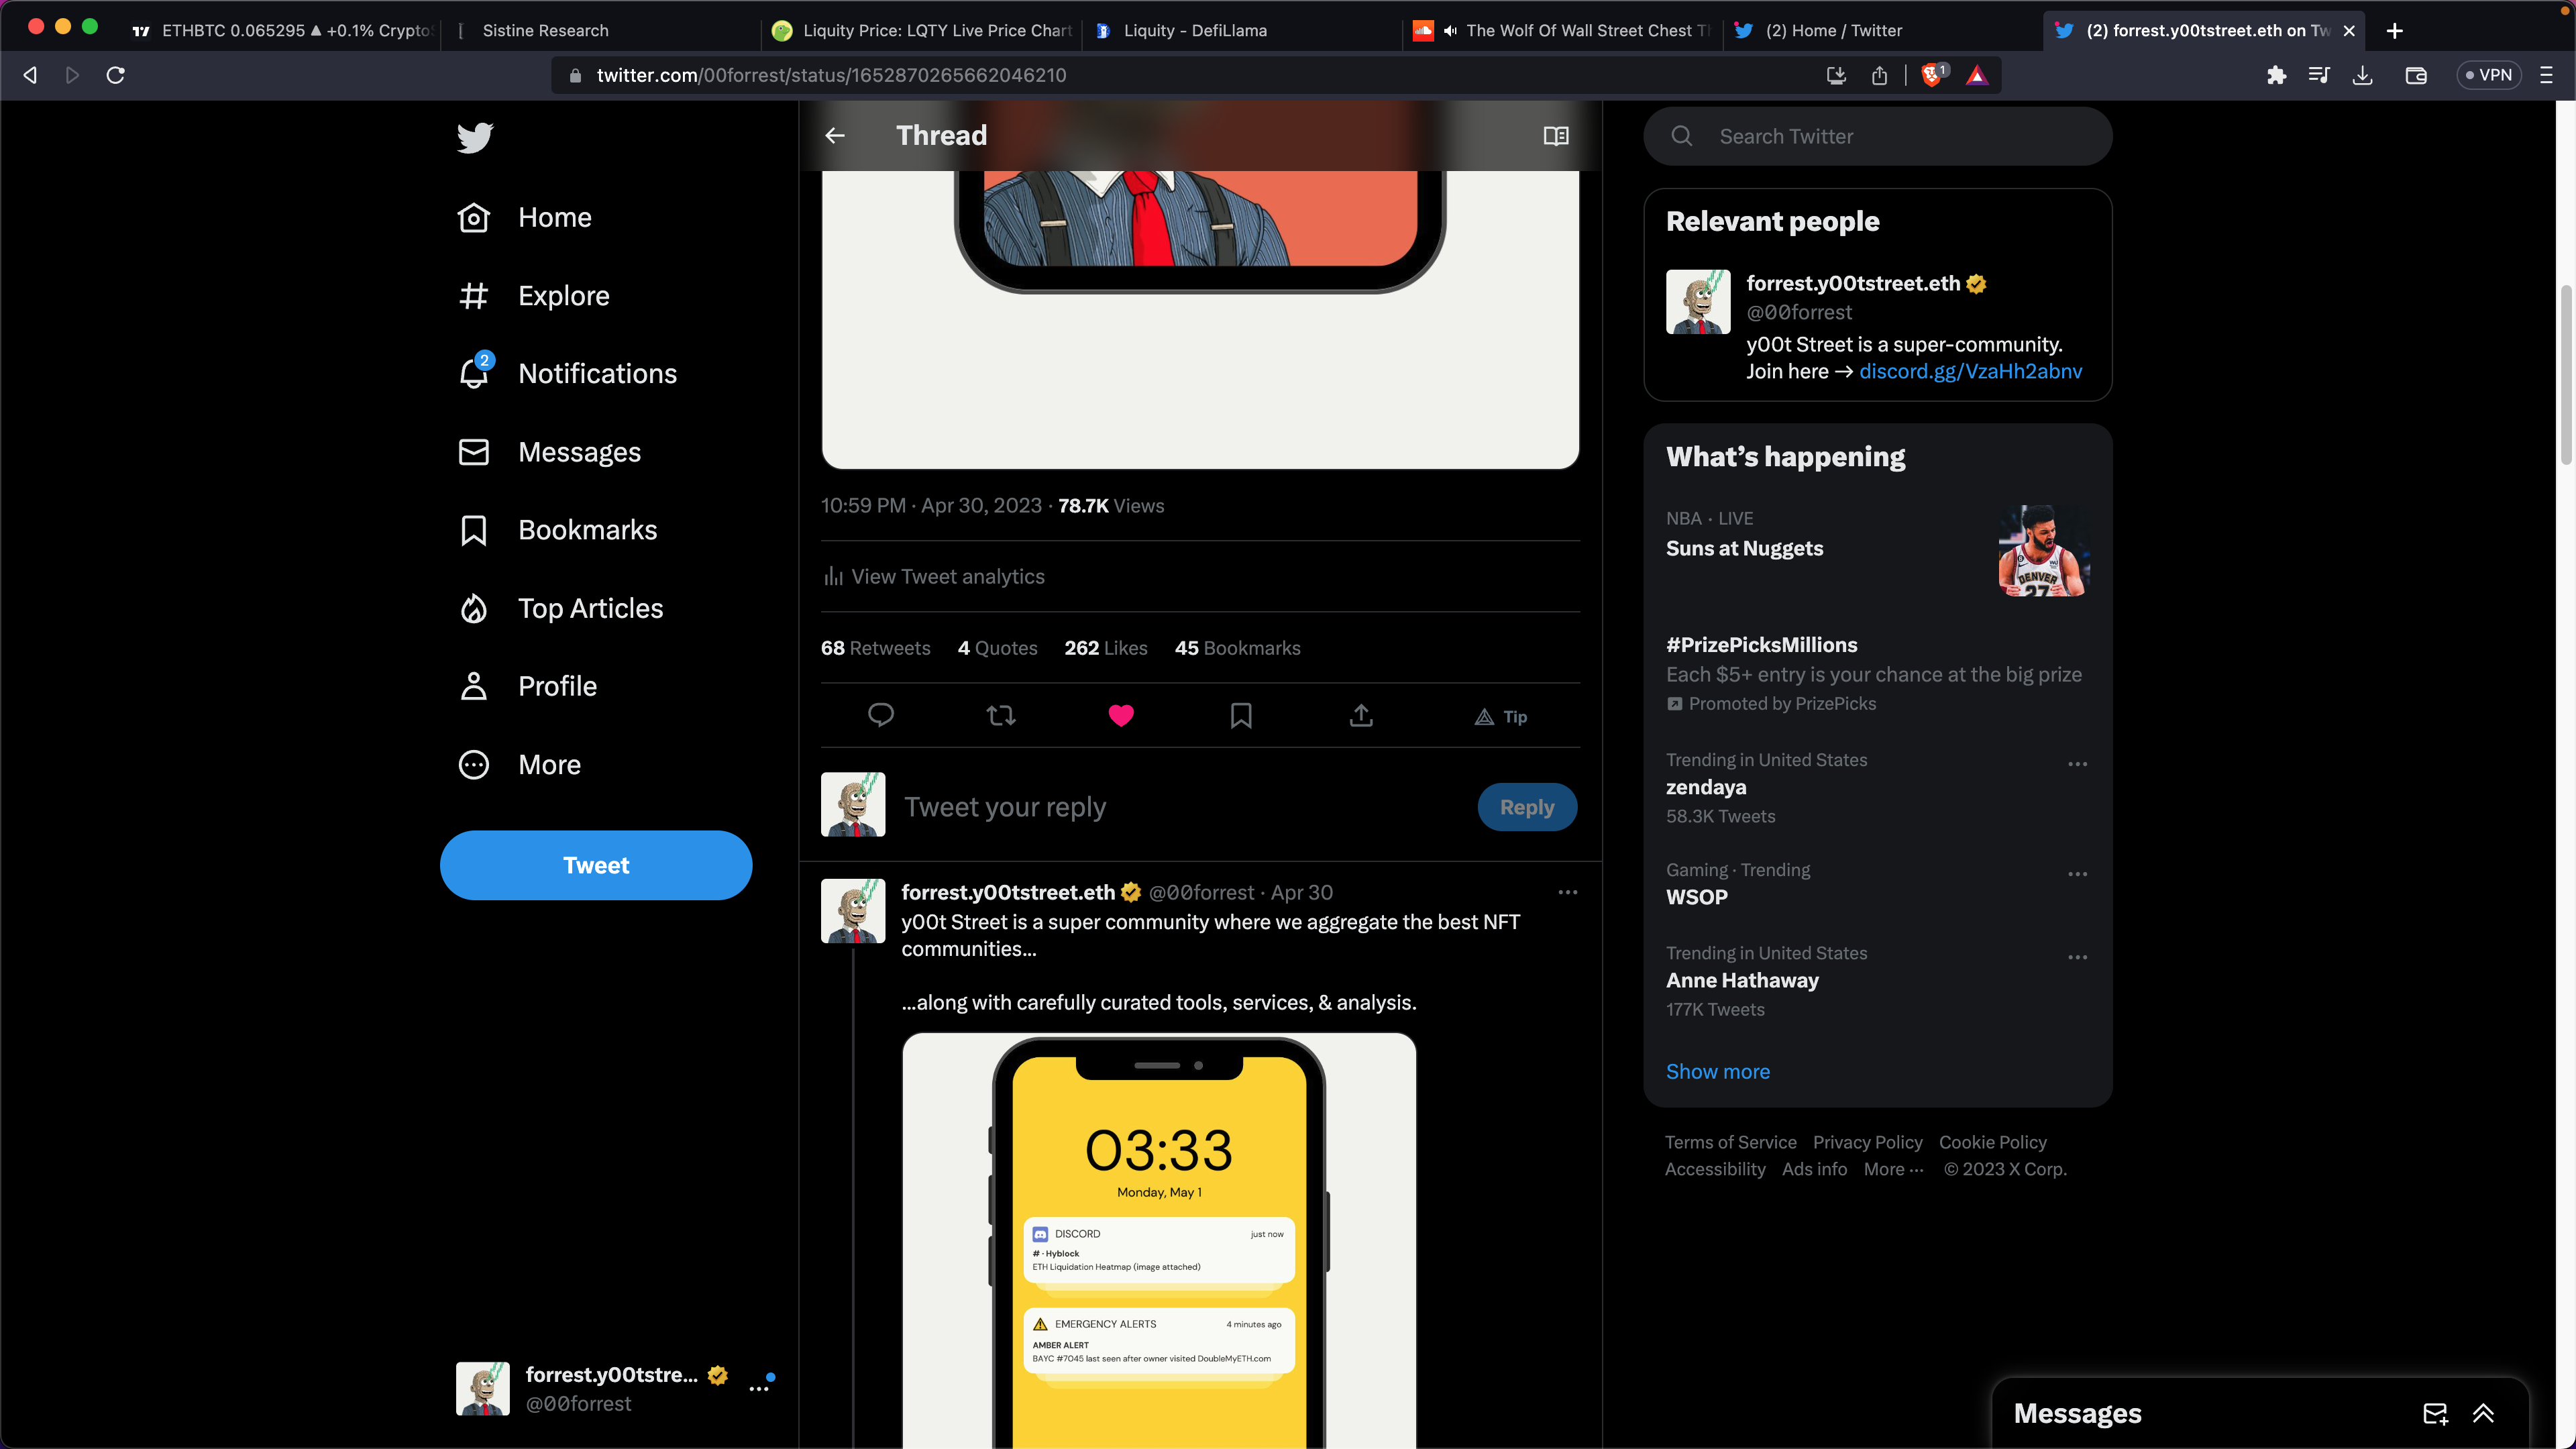 ETHBTC 0.065295 ▲ +0.1% Crypto
Sistine Research
Liquity Price: LQTY Live Price Chart
Liquity - DefiLlama
The Wolf Of Wall Street Chest T
(2) Home / Twitter
(2) forrest.y00tstreet.eth on Tw
twitter.com/00forrest/status/1652870265662046210
1
VPN
Home
Explore
2
Notifications
Messages
Bookmarks
Top Articles
Profile
More
Tweet
forrest.y00tstre...
@00forrest
Thread
10:59 PM · Apr 30, 2023 · 78.7K Views
View Tweet analytics
68 Retweets 4 Quotes 262 Likes 45 Bookmarks
Tip
Tweet your reply
Reply
forrest.y00tstreet.eth @00forrest · Apr 30
y00t Street is a super community where we aggregate the best NFT
communities...
...along with carefully curated tools, services, & analysis.
03:33
Monday, May 1
DISCORD just now
# · Hyblock
ETH Liquidation Heatmap (image attached)
EMERGENCY ALERTS 4 minutes ago
AMBER ALERT
BAYC #7045 last seen after owner visited DoubleMyETH.com
Search Twitter
Relevant people
forrest.y00tstreet.eth
@00forrest
y00t Street is a super-community.
Join here → discord.gg/VzaHh2abnv
What's happening
NBA · LIVE
Suns at Nuggets
DENVER
27
#PrizePicksMillions
Each $5+ entry is your chance at the big prize
Promoted by PrizePicks
Trending in United States
zendaya
58.3K Tweets
Gaming · Trending
WSOP
Trending in United States
Anne Hathaway
177K Tweets
Show more
Terms of Service Privacy Policy Cookie Policy
Accessibility Ads info More ··· © 2023 X Corp.
Messages